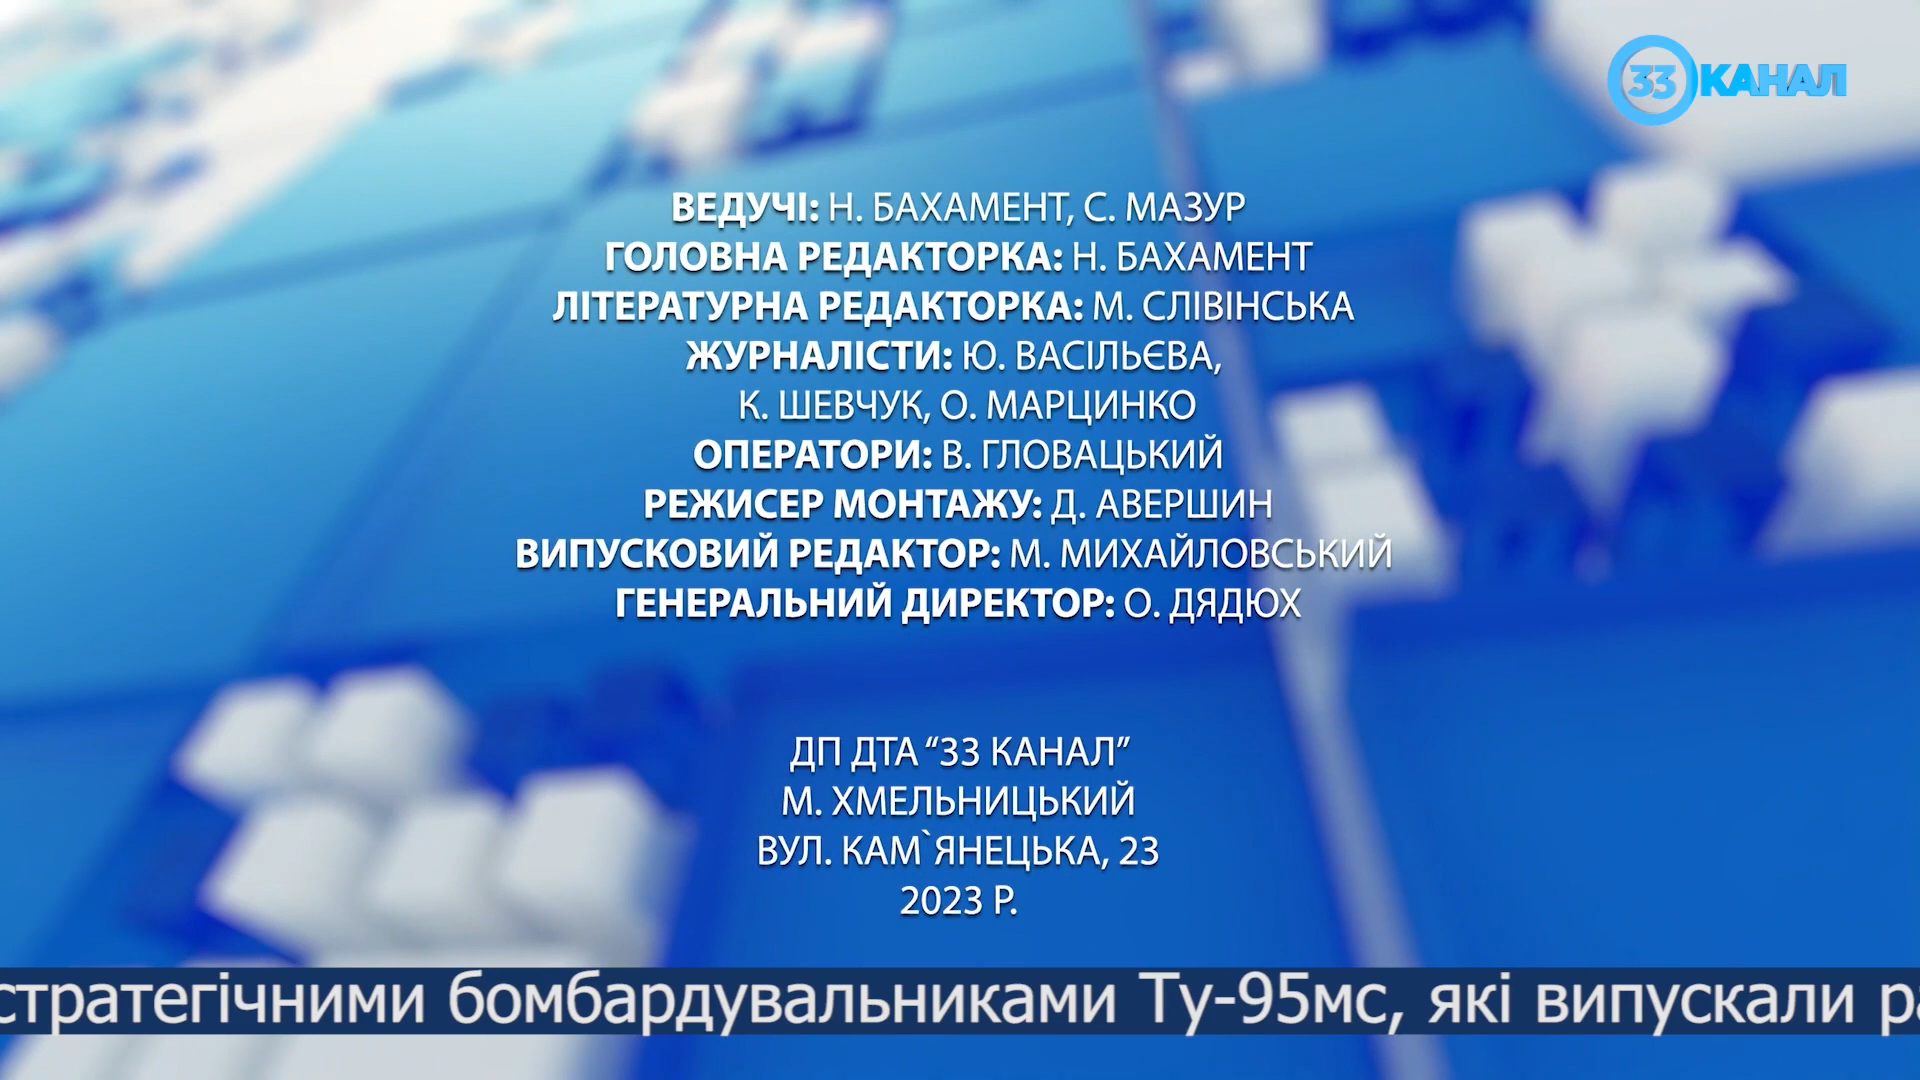 33 КАНАЛ
ВЕДУЧІ: Н. БАХАМЕНТ, С. МАЗУР
ГОЛОВНА РЕДАКТОРКА: Н. БАХАМЕНТ
ЛІТЕРАТУРНА РЕДАКТОРКА: М. СЛІВІНСЬКА
ЖУРНАЛІСТИ: Ю. ВАСІЛЬЄВА,
К. ШЕВЧУК, О. МАРЦИНКО
ОПЕРАТОРИ: В. ГЛОВАЦЬКИЙ
РЕЖИСЕР МОНТАЖУ: Д. АВЕРШИН
ВИПУСКОВИЙ РЕДАКТОР: М. МИХАЙЛОВСЬКИЙ
ГЕНЕРАЛЬНИЙ ДИРЕКТОР: О. ДЯДЮХ
ДП ДТА “33 КАНАЛ”
М. ХМЕЛЬНИЦЬКИЙ
ВУЛ. КАМ`ЯНЕЦЬКА, 23
2023 Р.
стратегічними бомбардувальниками Ту-95мс, які випускали